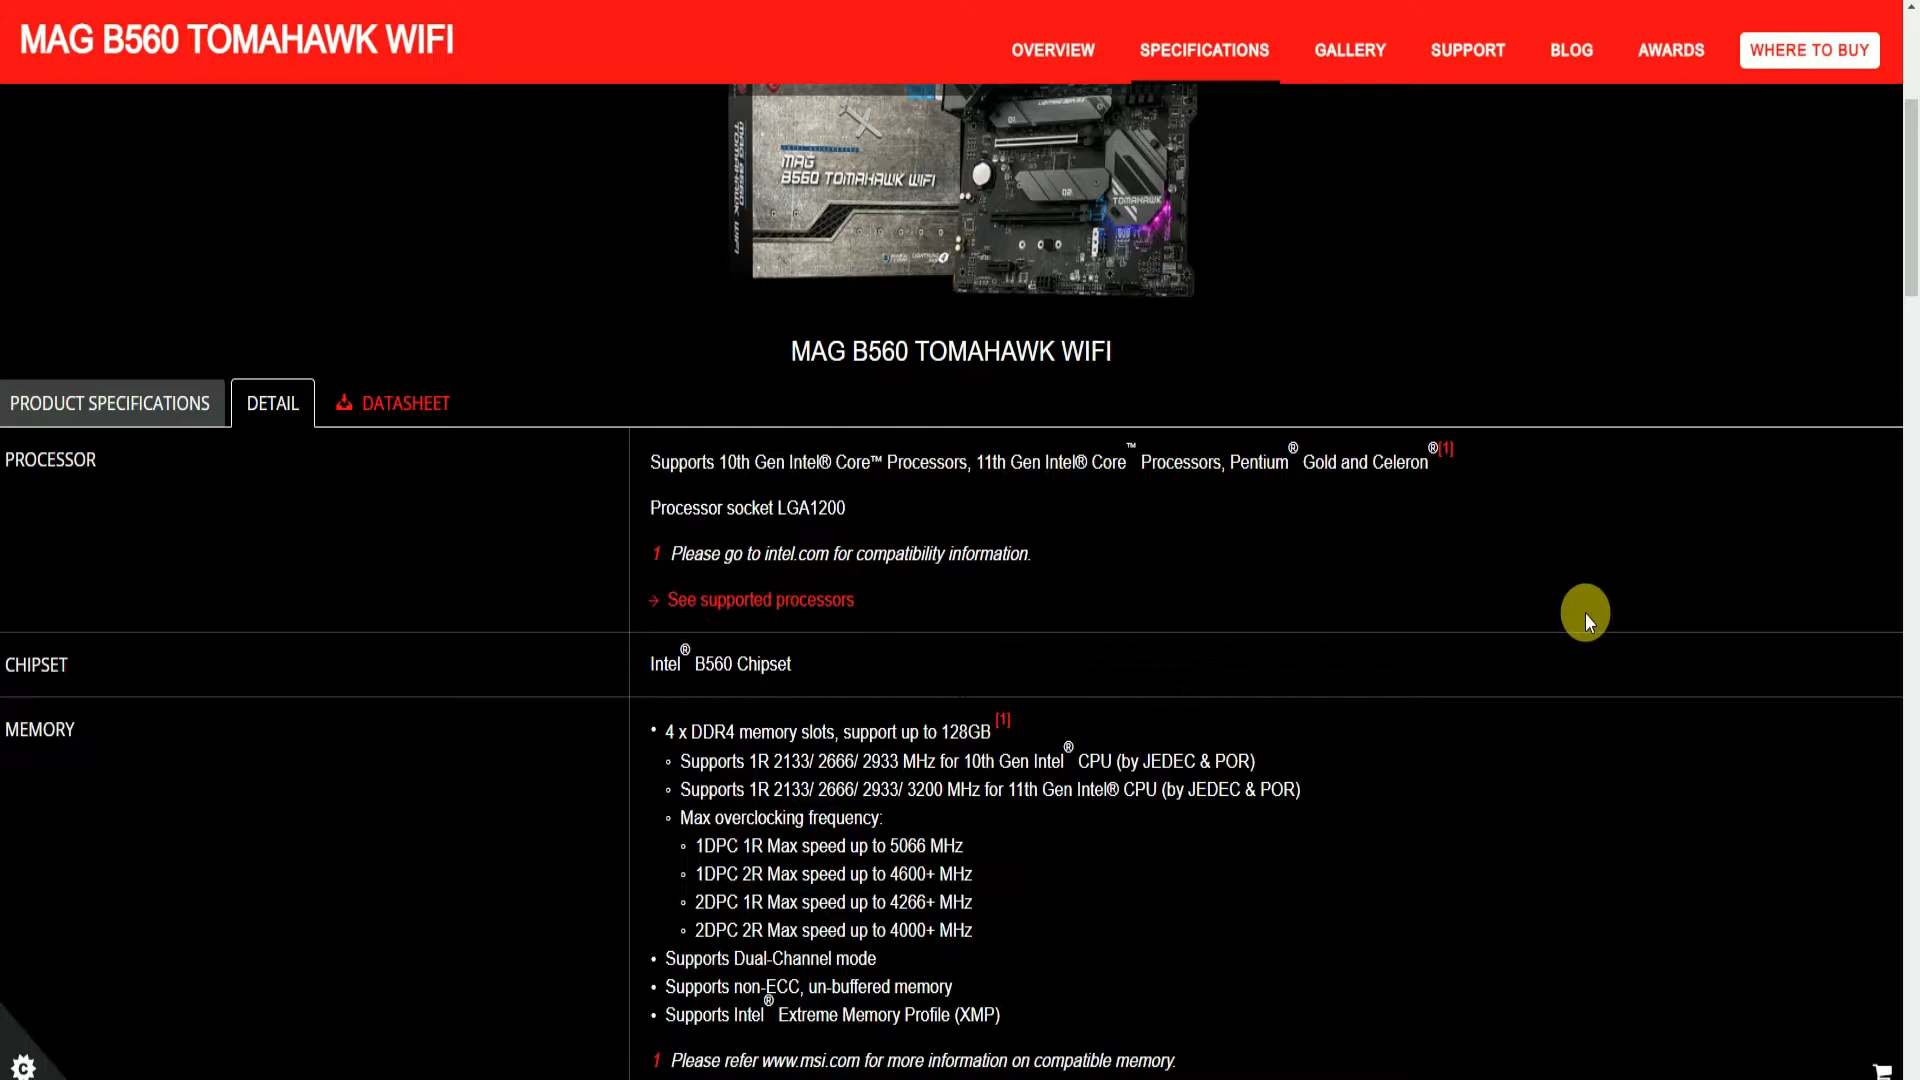 MAG B560 TOMAHAWK WIFI
OVERVIEW
SPECIFICATIONS
GALLERY
SUPPORT
BLOG
AWARDS
WHERE TO BUY
MAG
B560 TOMAHAWK WIFI
MAG B560 TOMAHAWK WIFI
01
02
TOMAHAWK
MAG B560 TOMAHAWK WIFI
PRODUCT SPECIFICATIONS
DETAIL
DATASHEET
PROCESSOR
Supports 10th Gen Intel® Core™ Processors, 11th Gen Intel® Core™ Processors, Pentium® Gold and Celeron®[1]
Processor socket LGA1200
1 Please go to intel.com for compatibility information.
→ See supported processors
CHIPSET
Intel® B560 Chipset
MEMORY
• 4 x DDR4 memory slots, support up to 128GB [1]
◦ Supports 1R 2133/ 2666/ 2933 MHz for 10th Gen Intel® CPU (by JEDEC & POR)
◦ Supports 1R 2133/ 2666/ 2933/ 3200 MHz for 11th Gen Intel® CPU (by JEDEC & POR)
◦ Max overclocking frequency:
◦ 1DPC 1R Max speed up to 5066 MHz
◦ 1DPC 2R Max speed up to 4600+ MHz
◦ 2DPC 1R Max speed up to 4266+ MHz
◦ 2DPC 2R Max speed up to 4000+ MHz
• Supports Dual-Channel mode
• Supports non-ECC, un-buffered memory
• Supports Intel® Extreme Memory Profile (XMP)
1 Please refer www.msi.com for more information on compatible memory.